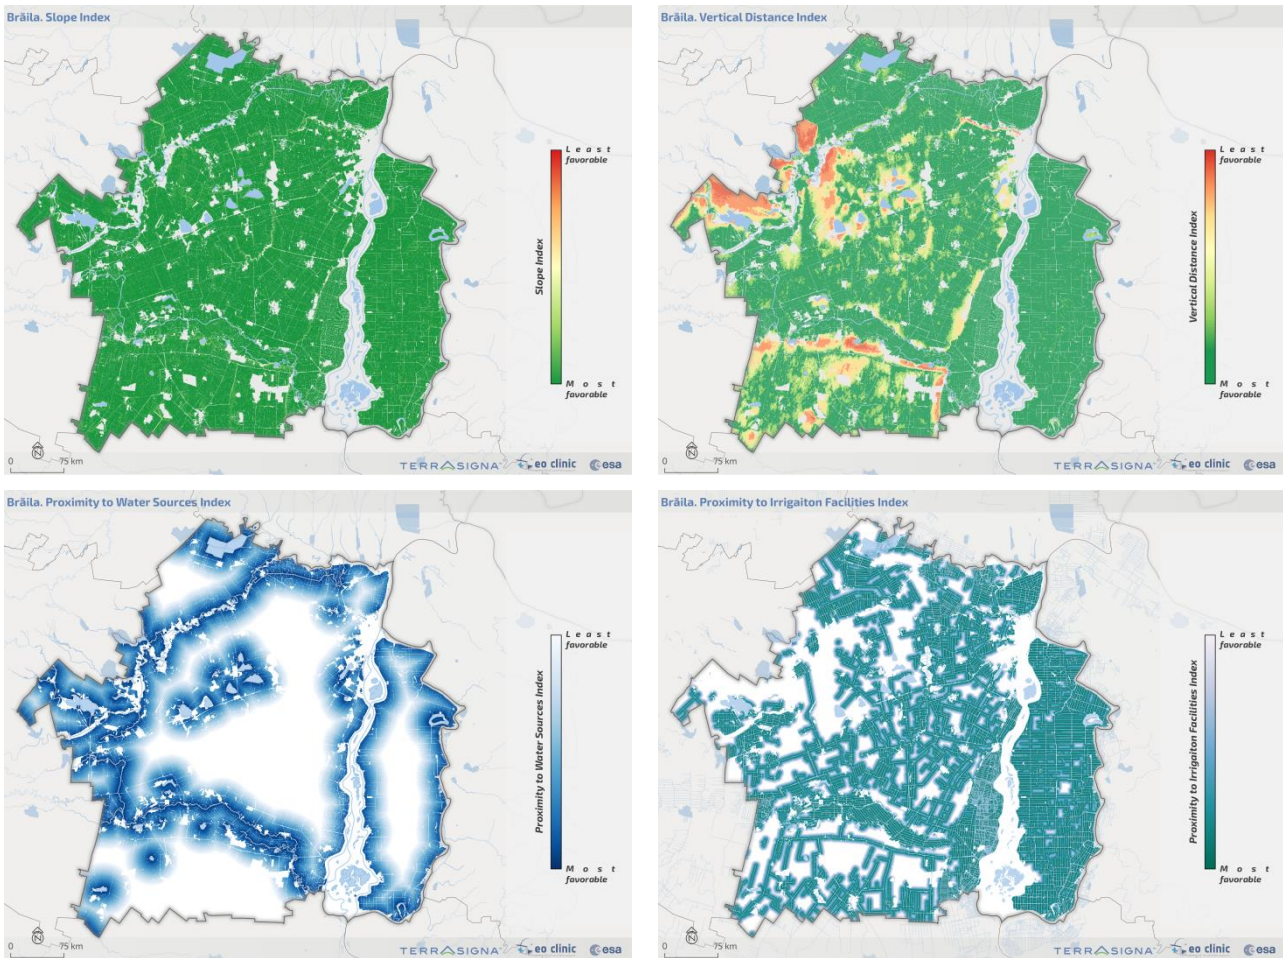 Brăila. Slope Index
Least
favorable
Slope Index
Most
favorable
0 75 km
N
TERRASIGNA
eo clinic
esa
Brăila. Vertical Distance Index
Least
favorable
Vertical Distance Index
Most
favorable
0 75 km
N
TERRASIGNA
eo clinic
esa
Brăila. Proximity to Water Sources Index
Least
favorable
Proximity to Water Sources Index
Most
favorable
0 75 km
N
TERRASIGNA
eo clinic
esa
Brăila. Proximity to Irrigaiton Facilities Index
Least
favorable
Proximity to Irrigaiton Facilities Index
Most
favorable
0 75 km
N
TERRASIGNA
eo clinic
esa